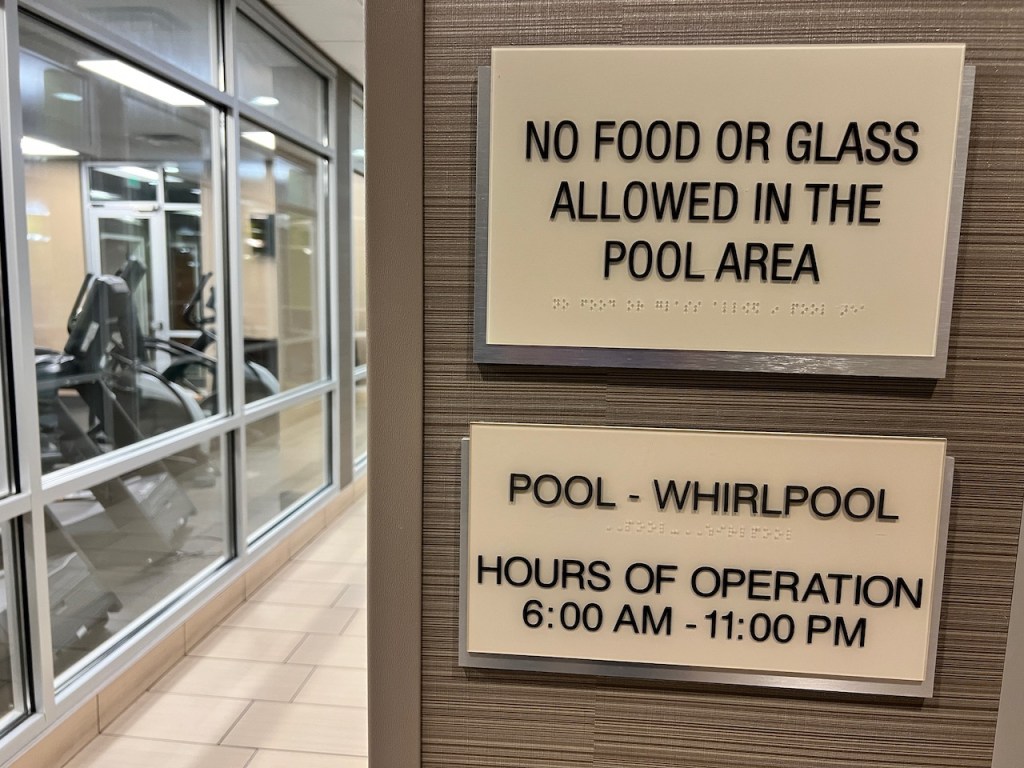 NO FOOD OR GLASS
ALLOWED IN THE
POOL AREA
POOL - WHIRLPOOL
HOURS OF OPERATION
6:00 AM - 11:00 PM